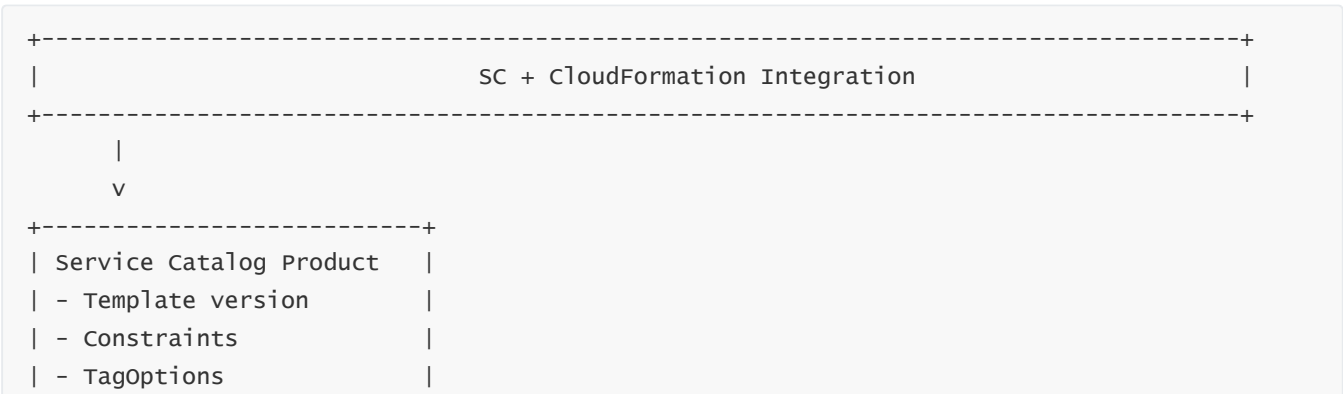 +-------------------------------------------------------------------------------------+
|                               SC + CloudFormation Integration                       |
+-------------------------------------------------------------------------------------+
      |
      v
+---------------------------+
| Service Catalog Product   |
| - Template version        |
| - Constraints             |
| - TagOptions              |